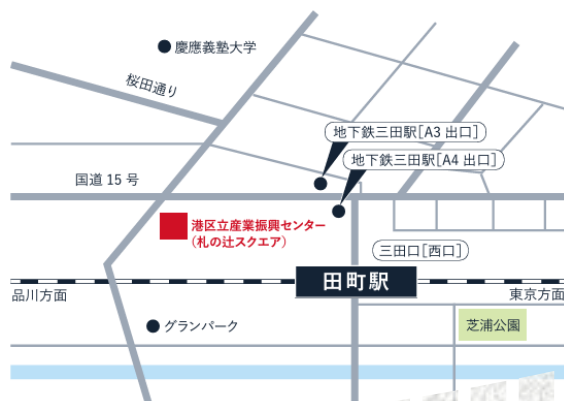 慶應義塾大学
桜田通り
地下鉄三田駅[A3 出口]
地下鉄三田駅[A4 出口]
国道 15 号
港区立産業振興センター
(札の辻スクエア)
三田口[西口]
田町駅
品川方面
東京方面
グランパーク
芝浦公園